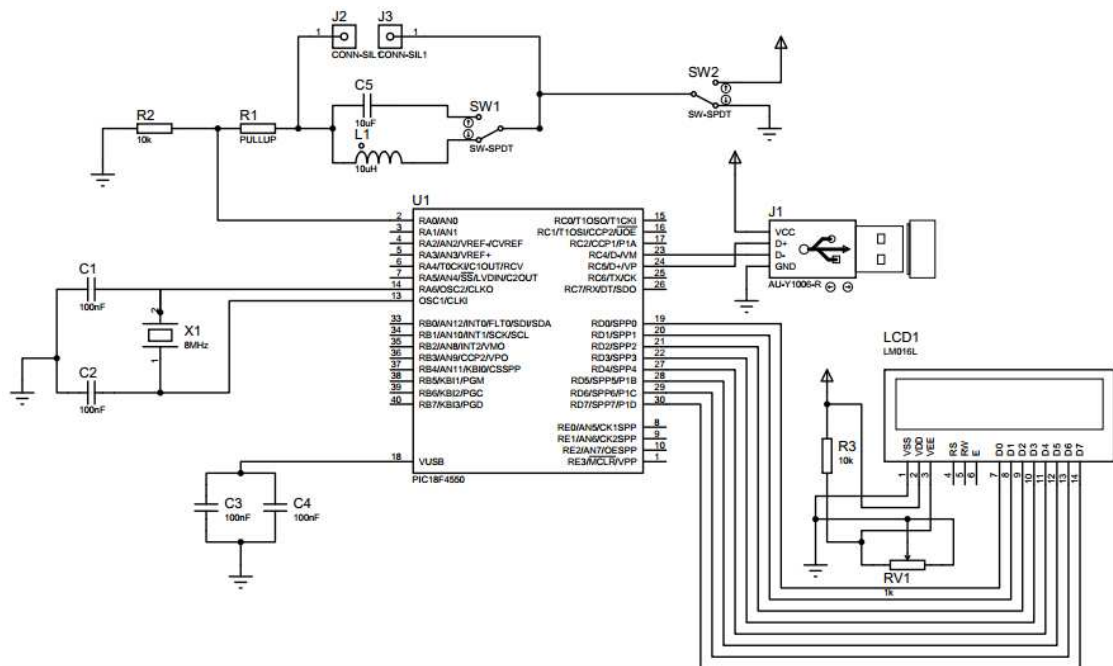 J2
J3
1
1
CONN-SIL1
CONN-SIL1
C5
10uF
SW1
SW-SPDT
SW2
SW-SPDT
R2
10k
R1
PULLUP
L1
10uH
U1
2 RA0/AN0
3 RA1/AN1
4 RA2/AN2/VREF-/CVREF
5 RA3/AN3/VREF+
6 RA4/T0CKI/C1OUT/RCV
7 RA5/AN4/SS/LVDIN/C2OUT
14 RA6/OSC2/CLKO
13 OSC1/CLKI
33 RB0/AN12/INT0/FLT0/SDI/SDA
34 RB1/AN10/INT1/SCK/SCL
35 RB2/AN8/INT2/VMO
36 RB3/AN9/CCP2/VPO
37 RB4/AN11/KBI0/CSSPP
38 RB5/KBI1/PGM
39 RB6/KBI2/PGC
40 RB7/KBI3/PGD
18 VUSB
RC0/T1OSO/T1CKI 15
RC1/T1OSI/CCP2/UOE 16
RC2/CCP1/P1A 17
RC4/D-/VM 23
RC5/D+/VP 24
RC6/TX/CK 25
RC7/RX/DT/SDO 26
RD0/SPP0 19
RD1/SPP1 20
RD2/SPP2 21
RD3/SPP3 22
RD4/SPP4 27
RD5/SPP5/P1B 28
RD6/SPP6/P1C 29
RD7/SPP7/P1D 30
RE0/AN5/CK1SPP 8
RE1/AN6/CK2SPP 9
RE2/AN7/OESPP 10
RE3/MCLR/VPP 1
PIC18F4550
J1
VCC
D+
D-
GND
AU-Y1006-R
C1
100nF
2
X1
8MHz
1
C2
100nF
C3
100nF
C4
100nF
LCD1
LM016L
VSS
VDD
VEE
RS
RW
E
D0
D1
D2
D3
D4
D5
D6
D7
1
2
3
4
5
6
7
8
9
10
11
12
13
14
R3
10k
RV1
1k